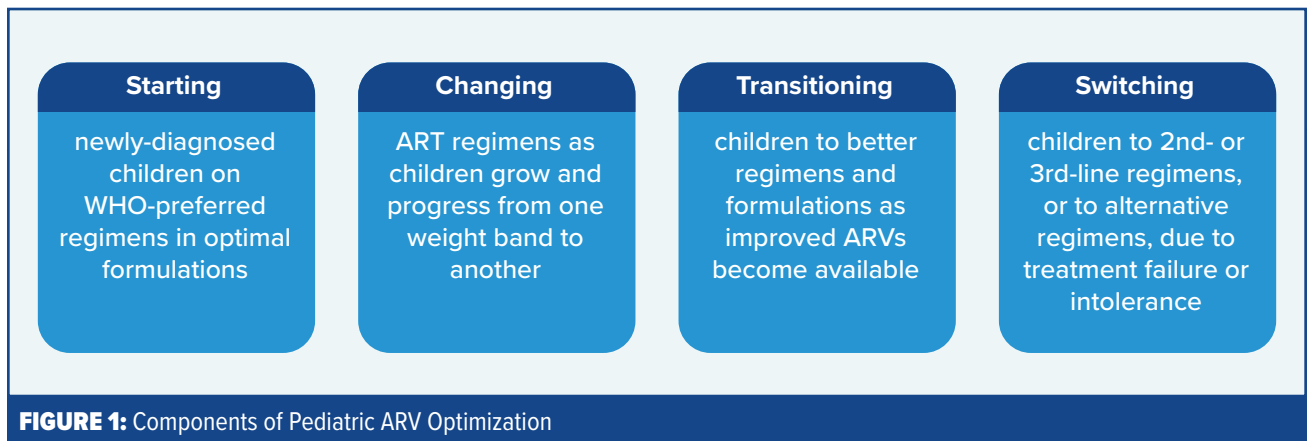 Starting
newly-diagnosed
children on
WHO-preferred
regimens in optimal
formulations
Changing
ART regimens as
children grow and
progress from one
weight band to
another
Transitioning
children to better
regimens and
formulations as
improved ARVs
become available
Switching
children to 2nd- or
3rd-line regimens,
or to alternative
regimens, due to
treatment failure or
intolerance
FIGURE 1: Components of Pediatric ARV Optimization